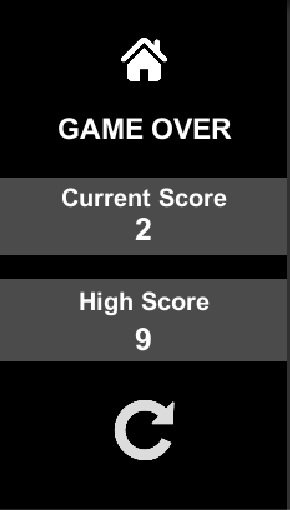 GAME OVER
Current Score
2
High Score
9